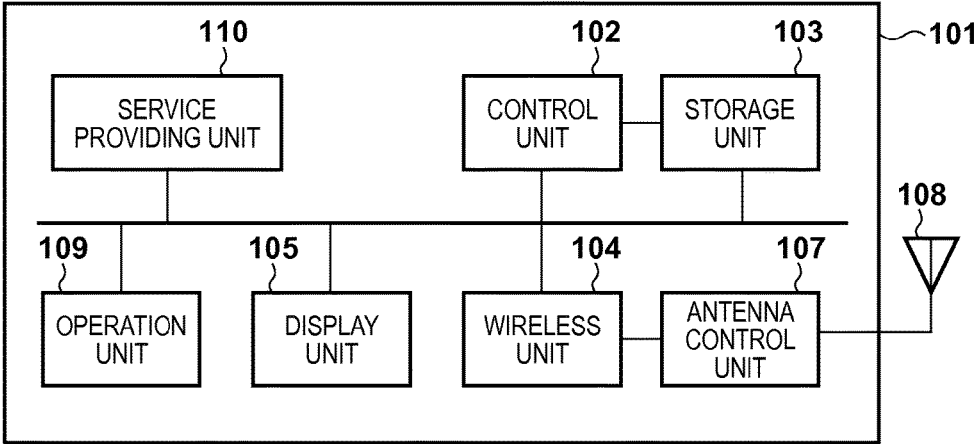 110
102
103
101
SERVICE
PROVIDING UNIT
CONTROL
UNIT
STORAGE
UNIT
108
109
105
104
107
OPERATION
UNIT
DISPLAY
UNIT
WIRELESS
UNIT
ANTENNA
CONTROL
UNIT